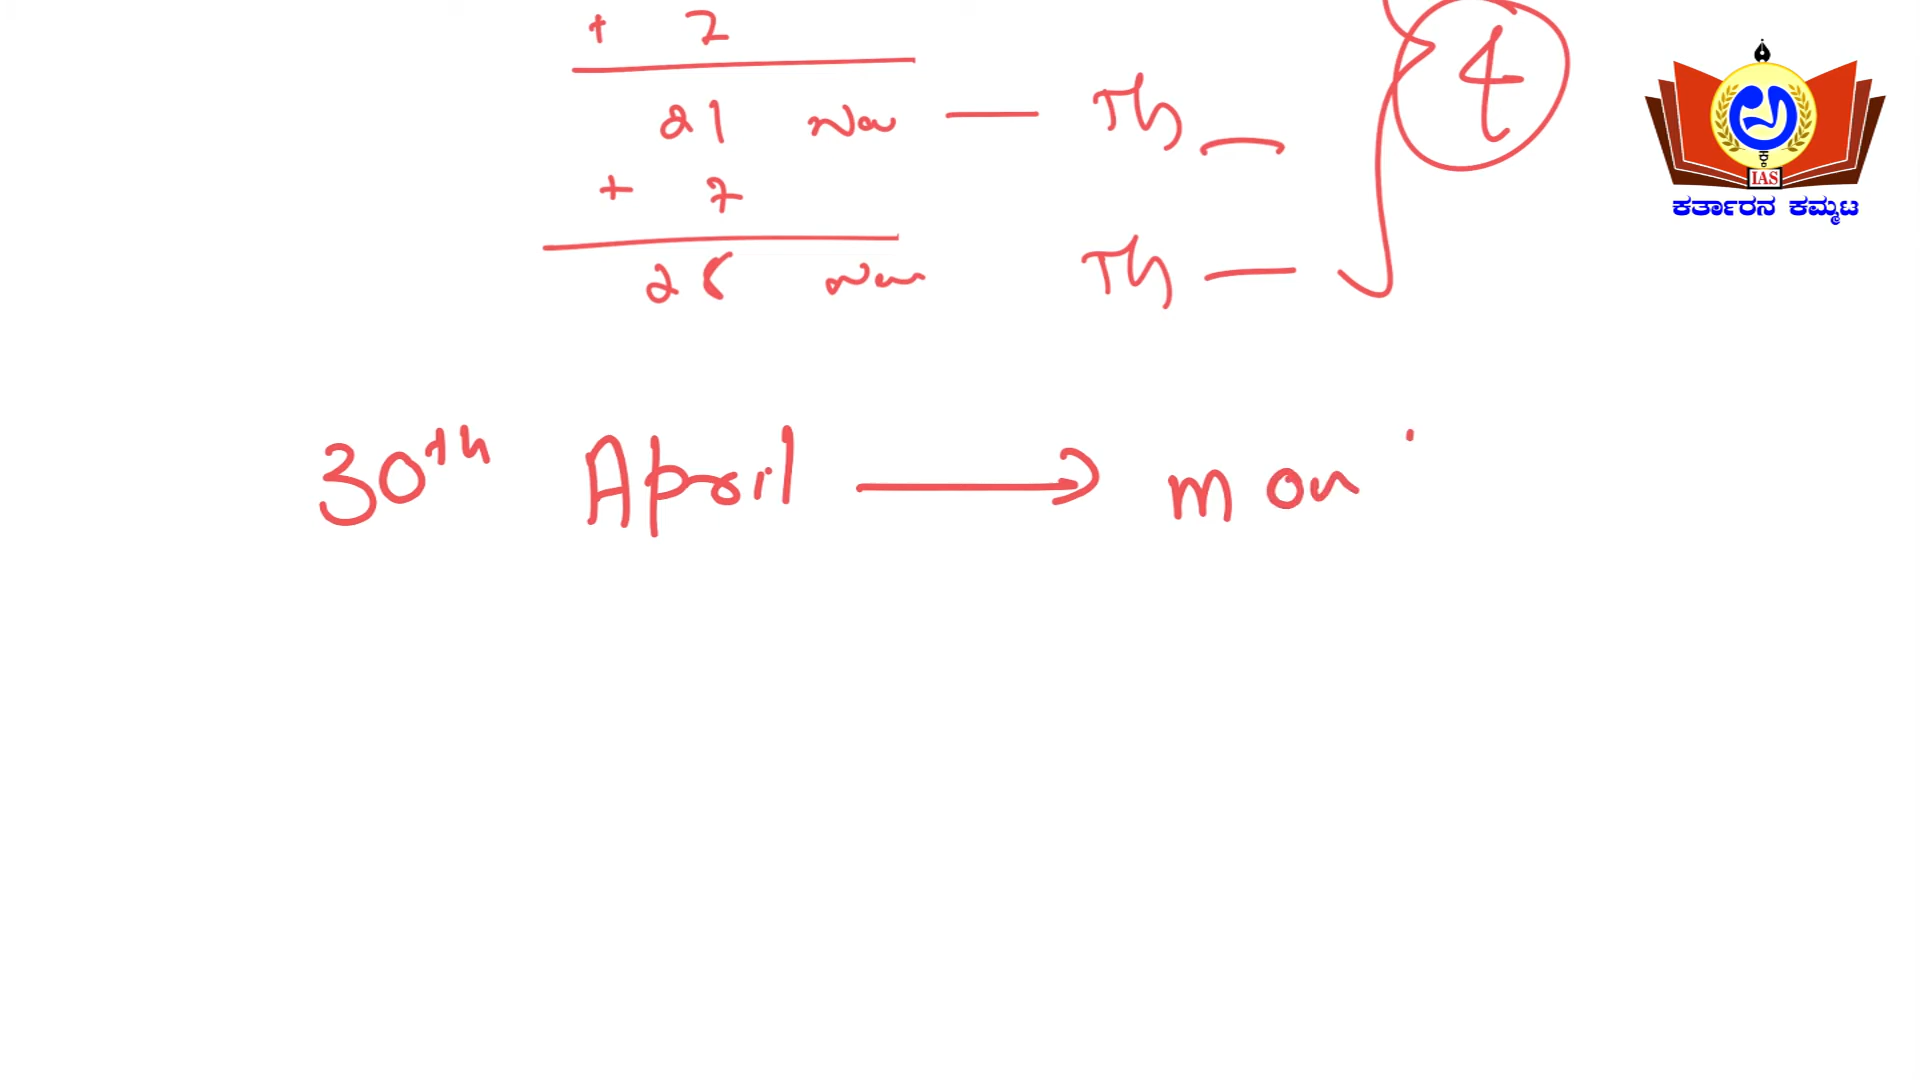 + 7
21 Nov — Th —
4
+ 7
28 Nov Th —
30th April → mon
IAS
ಕರ್ತಾರನ ಕಮ್ಮಟ